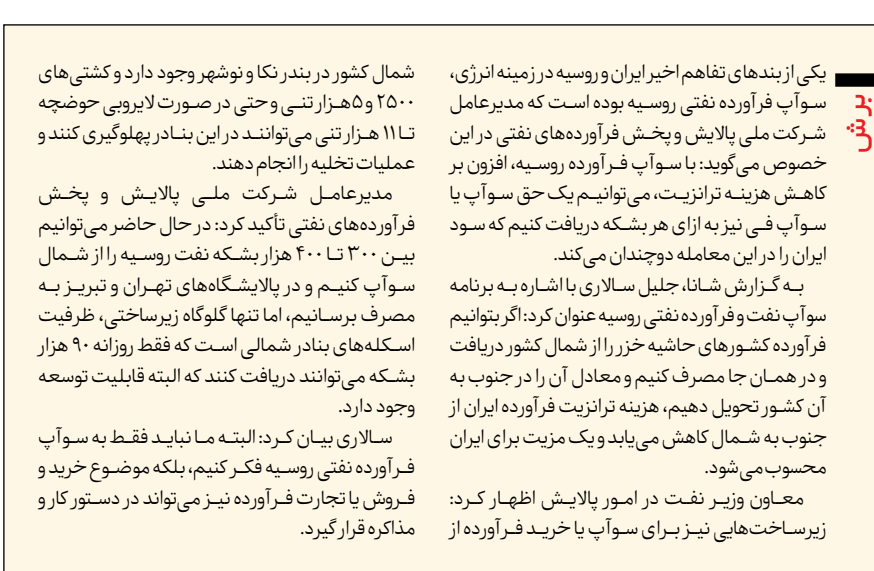 برش
یکی از بندهای تفاهم اخیر ایران و روسیه در زمینه انرژی،
سوآپ فرآورده نفتی روسیه بوده است که مدیرعامل
شرکت ملی پالایش و پخش فرآورده‌های نفتی در این
خصوص می‌گوید: با سوآپ فرآورده روسیه، افزون بر
کاهش هزینه ترانزیت، می‌توانیم یک حق سوآپ یا
سوآپ فی نیز به ازای هر بشکه دریافت کنیم که سود
ایران را در این معامله دوچندان می‌کند.
به گزارش شانا، جلیل سالاری با اشاره به برنامه
سوآپ نفت و فرآورده نفتی روسیه عنوان کرد: اگر بتوانیم
فرآورده کشورهای حاشیه خزر را از شمال کشور دریافت
و در همان جا مصرف کنیم و معادل آن را در جنوب به
آن کشور تحویل دهیم، هزینه ترانزیت فرآورده ایران از
جنوب به شمال کاهش می‌یابد و یک مزیت برای ایران
محسوب می‌شود.
معاون وزیر نفت در امور پالایش اظهار کرد:
زیرساخت‌هایی نیز برای سوآپ یا خرید فرآورده از
شمال کشور در بندر نکا و نوشهر وجود دارد و کشتی‌های
۲۵۰۰ و ۵هزار تنی و حتی در صورت لایروبی حوضچه
تا ۱۱ هزار تنی می‌توانند در این بنادر پهلوگیری کنند و
عملیات تخلیه را انجام دهند.
مدیرعامل شرکت ملی پالایش و پخش
فرآورده‌های نفتی تأکید کرد: در حال حاضر می‌توانیم
بین ۳۰۰ تا ۴۰۰ هزار بشکه نفت روسیه را از شمال
سوآپ کنیم و در پالایشگاه‌های تهران و تبریز به
مصرف برسانیم، اما تنها گلوگاه زیرساختی، ظرفیت
اسکله‌های بنادر شمالی است که فقط روزانه ۹۰ هزار
بشکه می‌توانند دریافت کنند که البته قابلیت توسعه
وجود دارد.
سالاری بیان کرد: البته ما نباید فقط به سوآپ
فرآورده نفتی روسیه فکر کنیم، بلکه موضوع خرید و
فروش یا تجارت فرآورده نیز می‌تواند در دستور کار و
مذاکره قرار گیرد.